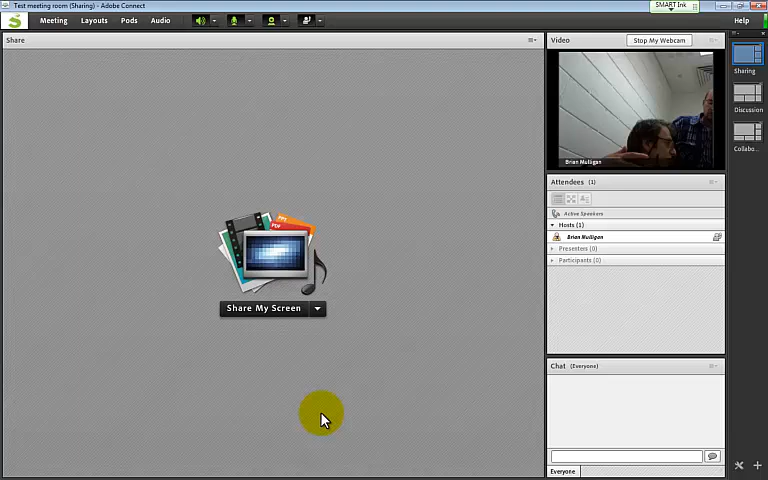 Test meeting room (Sharing) - Adobe Connect
SMART Ink
Meeting Layouts Pods Audio Help
Share
Video
Stop My Webcam
Sharing
Discussion
Collabo...
Brian Mulligan
Attendees (1)
Active Speakers
Hosts (1)
Brian Mulligan
Presenters (0)
Participants (0)
PPT
PDF
Share My Screen
Chat (Everyone)
Everyone